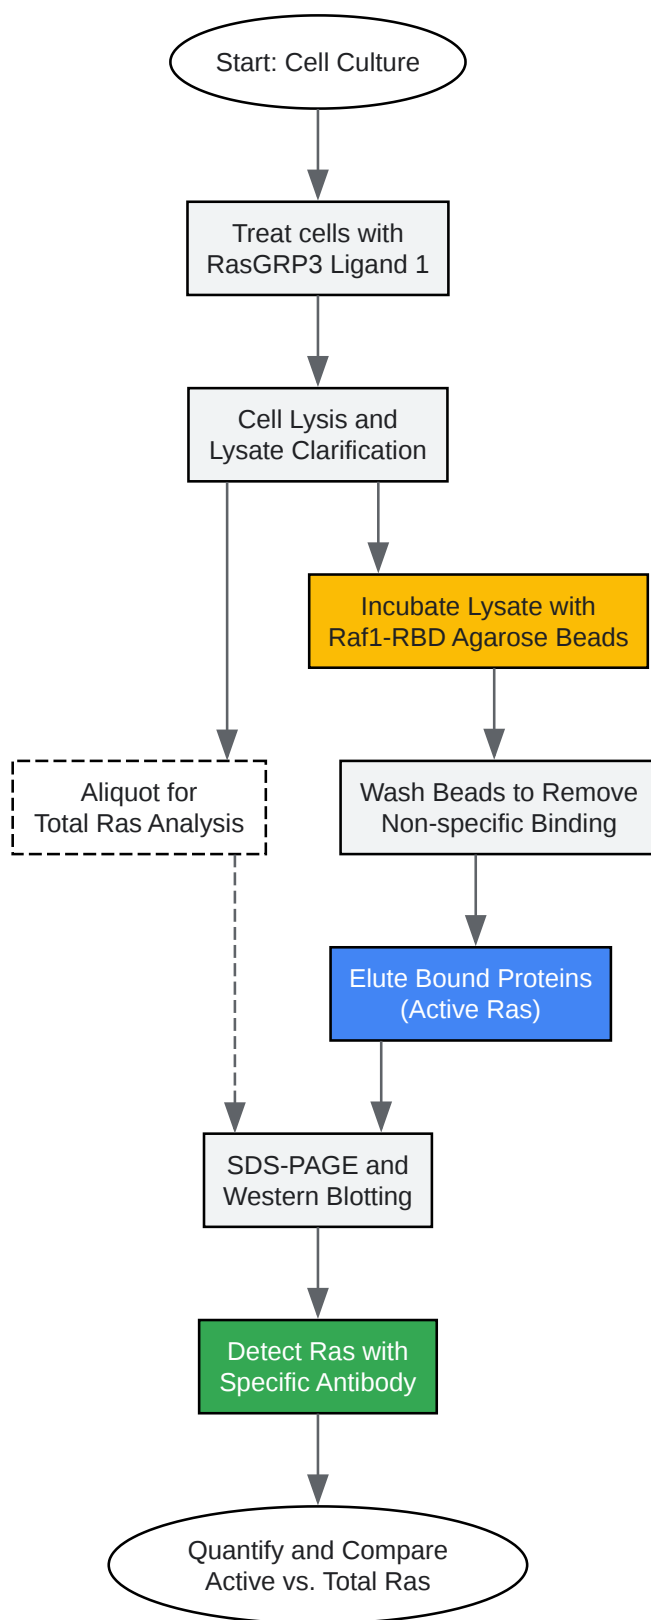 Start: Cell Culture
Treat cells with
RasGRP3 Ligand 1
Cell Lysis and
Lysate Clarification
Incubate Lysate with
Raf1-RBD Agarose Beads
Aliquot for
Total Ras Analysis
Wash Beads to Remove
Non-specific Binding
Elute Bound Proteins
(Active Ras)
SDS-PAGE and
Western Blotting
Detect Ras with
Specific Antibody
Quantify and Compare
Active vs. Total Ras